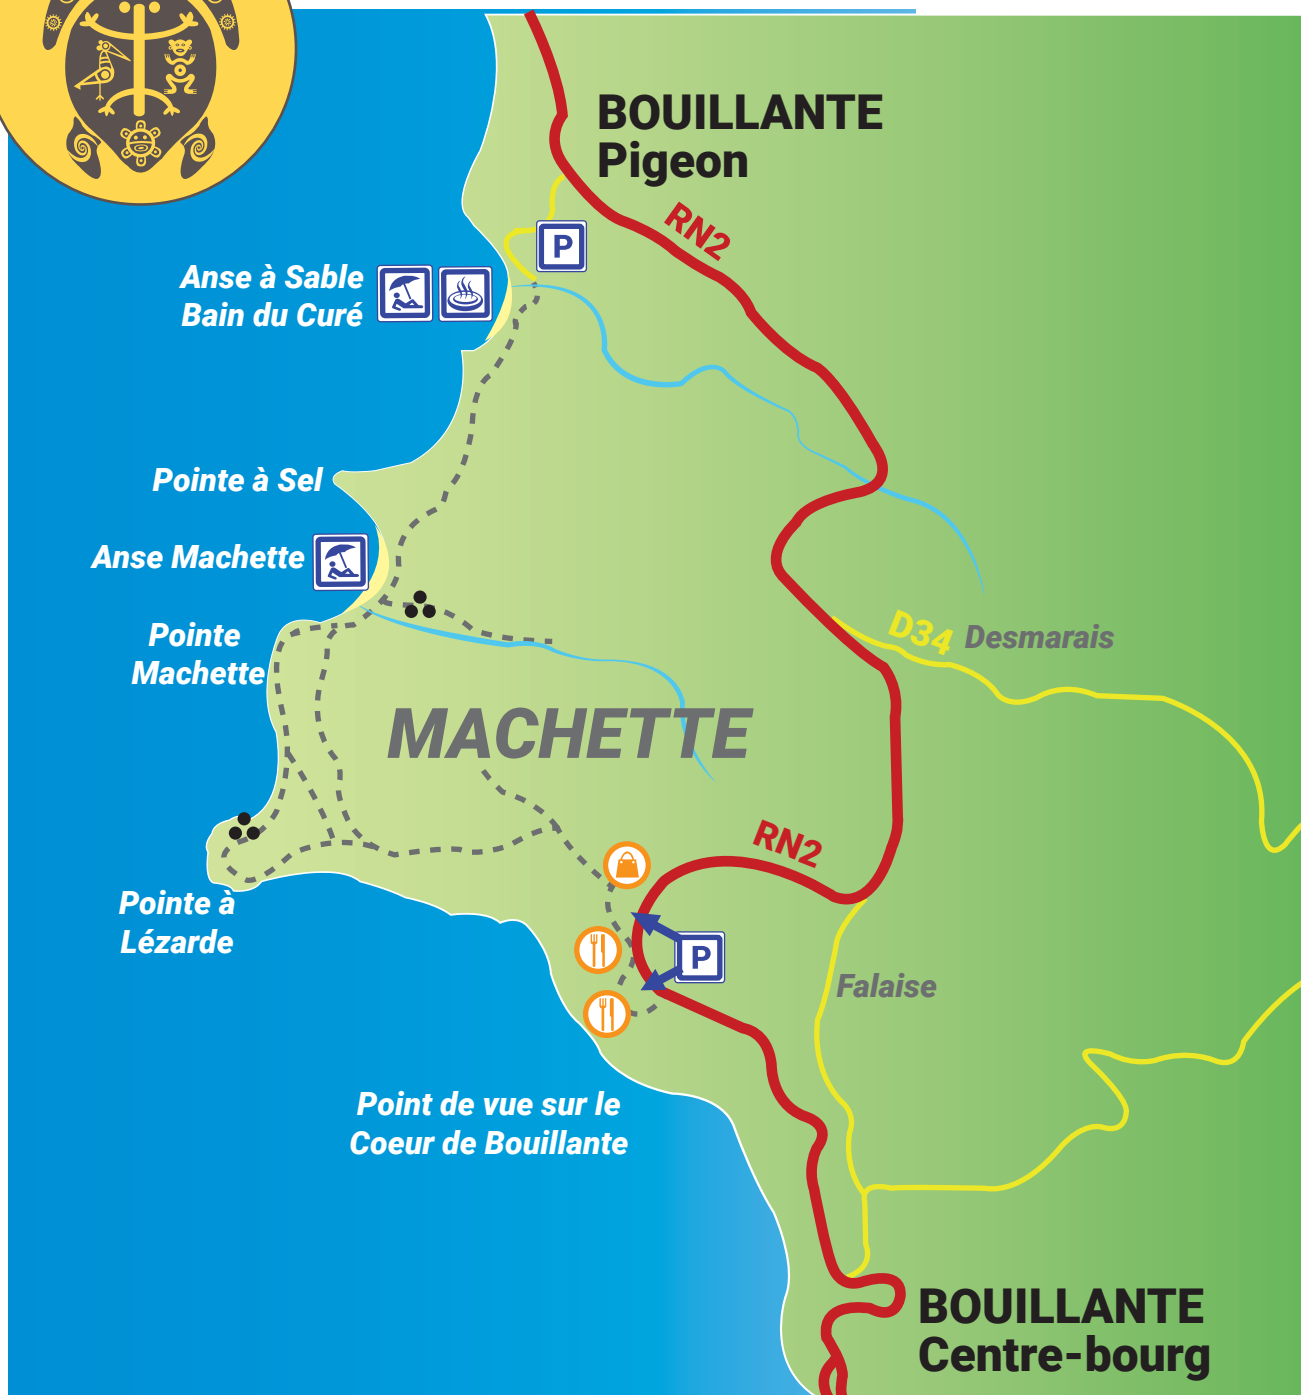 BOUILLANTE
Pigeon
RN2
P
Anse à Sable
Bain du Curé
Pointe à Sel
Anse Machette
Pointe
Machette
D34
Desmarais
MACHETTE
RN2
Pointe à
Lézarde
P
Falaise
Point de vue sur le
Coeur de Bouillante
BOUILLANTE
Centre-bourg